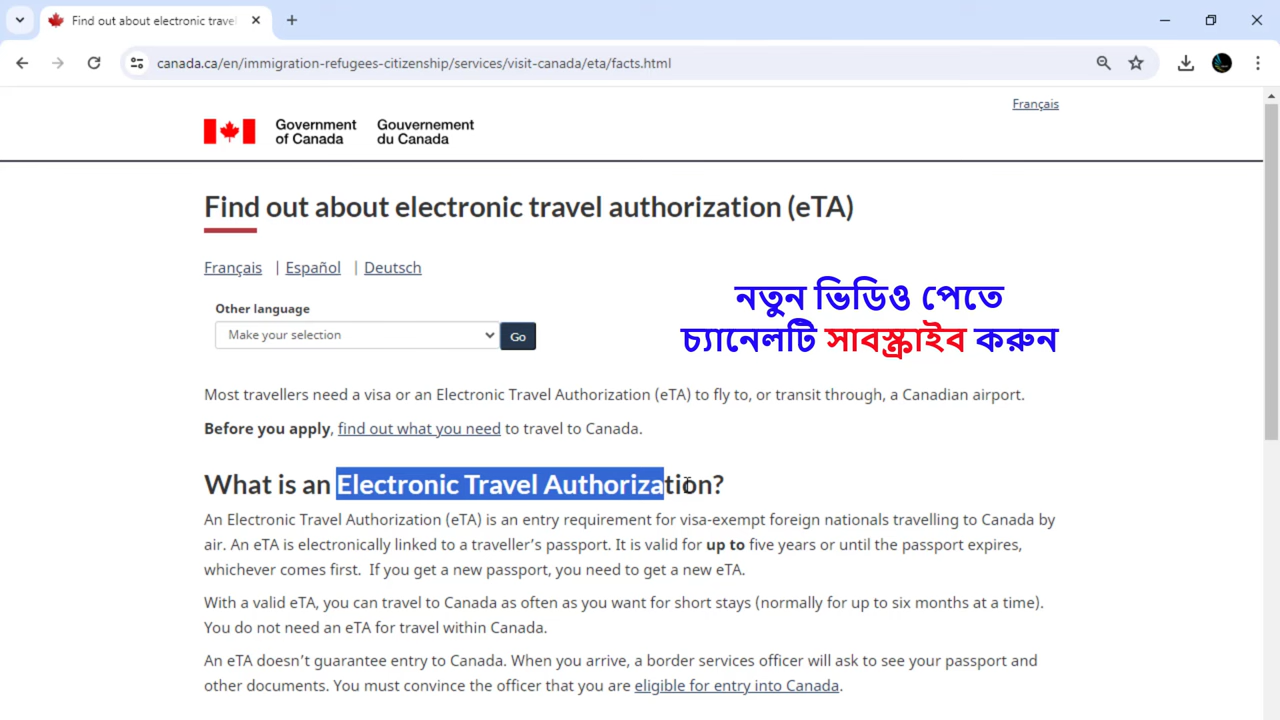 Find out about electronic trave
canada.ca/en/immigration-refugees-citizenship/services/visit-canada/eta/facts.html
Français
Government of Canada
Gouvernement du Canada
Find out about electronic travel authorization (eTA)
Français | Español | Deutsch
Other language
Make your selection Go
নতুন ভিডিও পেতে
চ্যানেলটি সাবস্ক্রাইব করুন
Most travellers need a visa or an Electronic Travel Authorization (eTA) to fly to, or transit through, a Canadian airport.
Before you apply, find out what you need to travel to Canada.
What is an Electronic Travel Authorization?
An Electronic Travel Authorization (eTA) is an entry requirement for visa-exempt foreign nationals travelling to Canada by
air. An eTA is electronically linked to a traveller’s passport. It is valid for up to five years or until the passport expires,
whichever comes first. If you get a new passport, you need to get a new eTA.
With a valid eTA, you can travel to Canada as often as you want for short stays (normally for up to six months at a time).
You do not need an eTA for travel within Canada.
An eTA doesn’t guarantee entry to Canada. When you arrive, a border services officer will ask to see your passport and
other documents. You must convince the officer that you are eligible for entry into Canada.